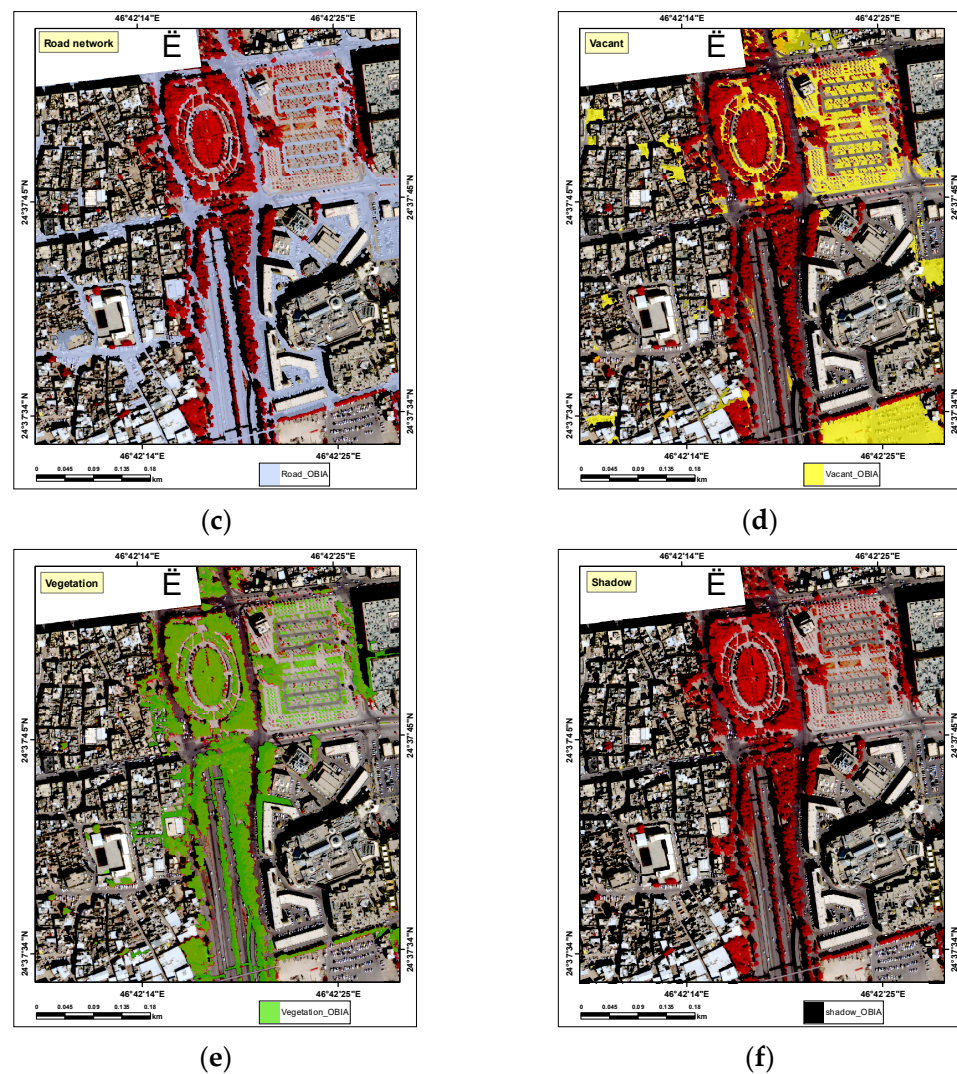 46°42'14"E 46°42'25"E
Road network
Ë
24°37'45"N 24°37'45"N
24°37'34"N 24°37'34"N
46°42'14"E 46°42'25"E
0 0.045 0.09 0.135 0.18
km
Road_OBIA
(c)
46°42'14"E 46°42'25"E
Vacant
Ë
24°37'45"N 24°37'45"N
24°37'34"N 24°37'34"N
46°42'14"E 46°42'25"E
0 0.045 0.09 0.135 0.18
km
Vacant_OBIA
(d)
46°42'14"E 46°42'25"E
Vegetation
Ë
24°37'45"N 24°37'45"N
24°37'34"N 24°37'34"N
46°42'14"E 46°42'25"E
0 0.045 0.09 0.135 0.18
km
Vegetation_OBIA
(e)
46°42'14"E 46°42'25"E
Shadow
Ë
24°37'45"N 24°37'45"N
24°37'34"N 24°37'34"N
46°42'14"E 46°42'25"E
0 0.045 0.09 0.135 0.18
km
shadow_OBIA
(f)